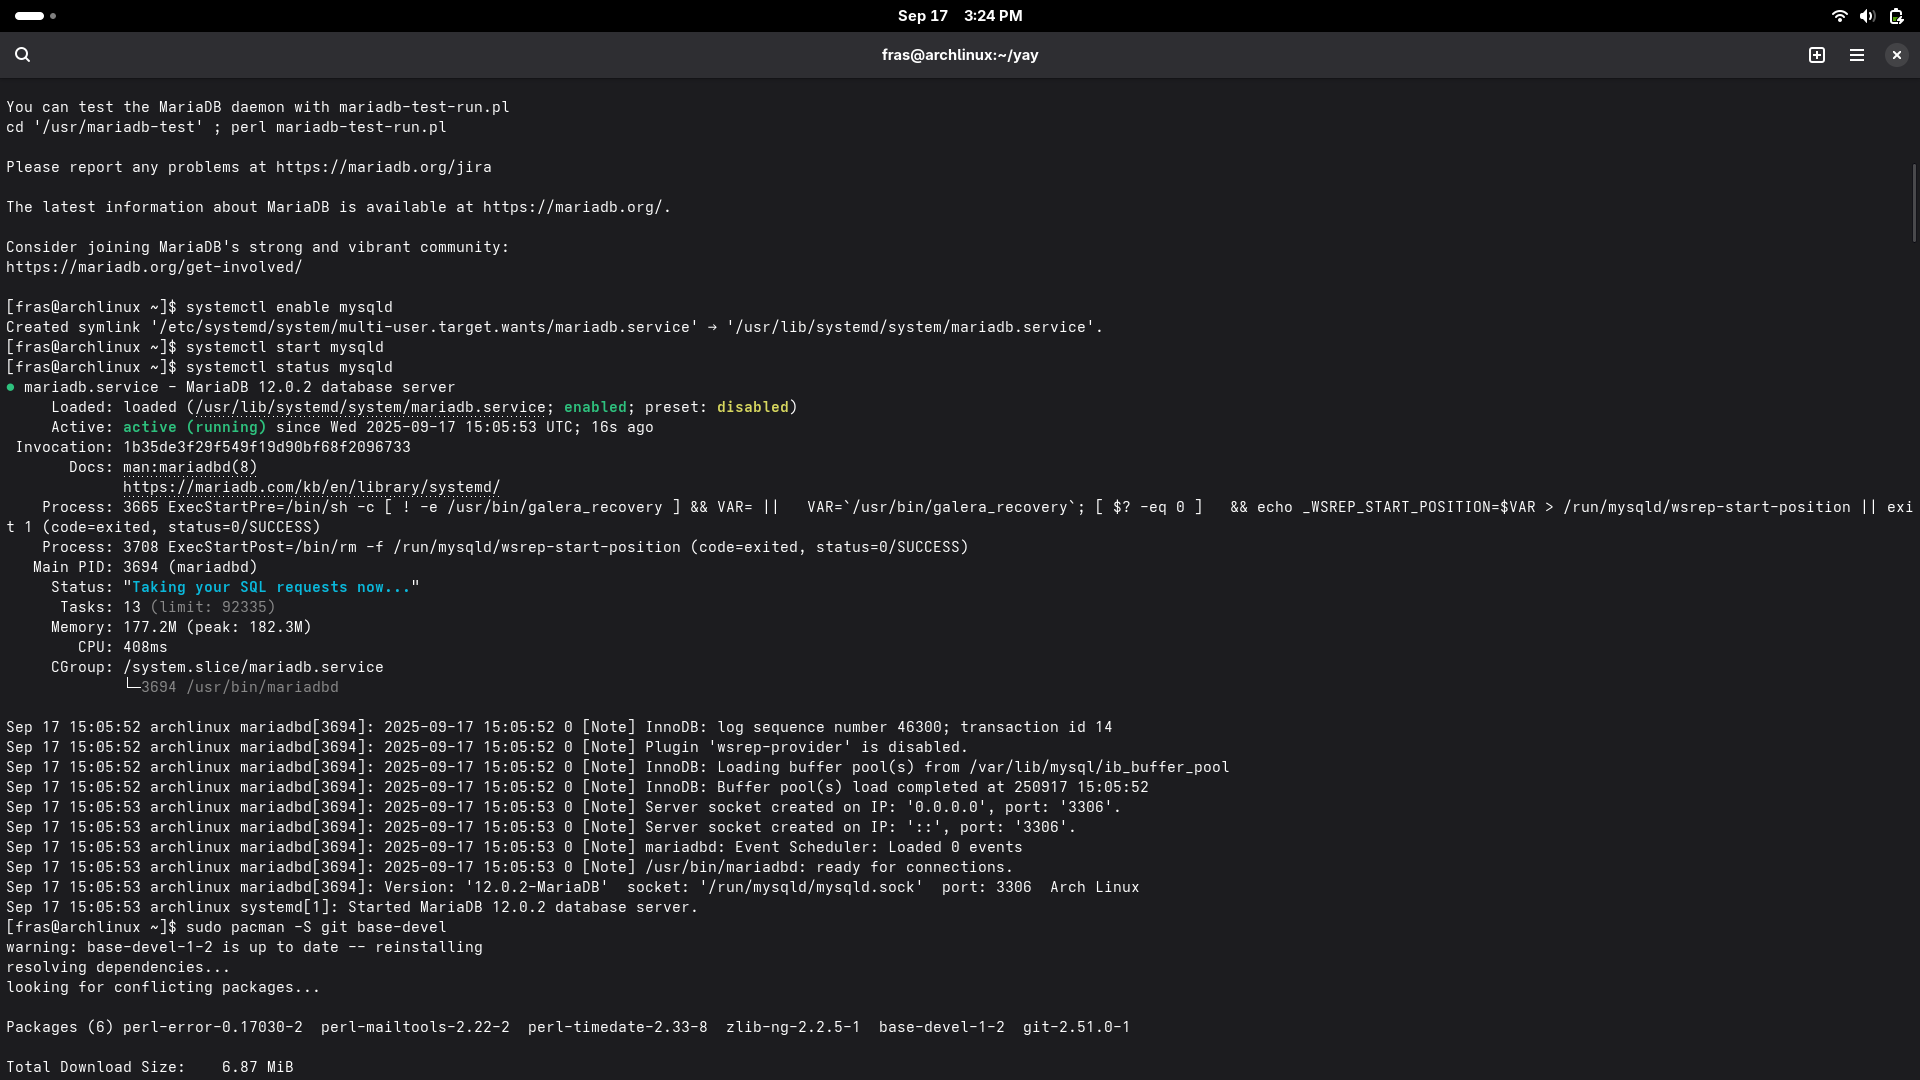 Sep 17 3:24 PM
fras@archlinux:~/yay
You can test the MariaDB daemon with mariadb-test-run.pl
cd '/usr/mariadb-test' ; perl mariadb-test-run.pl
Please report any problems at https://mariadb.org/jira
The latest information about MariaDB is available at https://mariadb.org/.
Consider joining MariaDB's strong and vibrant community:
https://mariadb.org/get-involved/
[fras@archlinux ~]$ systemctl enable mysqld
Created symlink '/etc/systemd/system/multi-user.target.wants/mariadb.service' → '/usr/lib/systemd/system/mariadb.service'.
[fras@archlinux ~]$ systemctl start mysqld
[fras@archlinux ~]$ systemctl status mysqld
● mariadb.service - MariaDB 12.0.2 database server
Loaded: loaded (/usr/lib/systemd/system/mariadb.service; enabled; preset: disabled)
Active: active (running) since Wed 2025-09-17 15:05:53 UTC; 16s ago
Invocation: 1b35de3f29f549f19d90bf68f2096733
Docs: man:mariadbd(8)
https://mariadb.com/kb/en/library/systemd/
Process: 3665 ExecStartPre=/bin/sh -c [ ! -e /usr/bin/galera_recovery ] && VAR= ||   VAR=`/usr/bin/galera_recovery`; [ $? -eq 0 ]   && echo _WSREP_START_POSITION=$VAR > /run/mysqld/wsrep-start-position || exi
t 1 (code=exited, status=0/SUCCESS)
Process: 3708 ExecStartPost=/bin/rm -f /run/mysqld/wsrep-start-position (code=exited, status=0/SUCCESS)
Main PID: 3694 (mariadbd)
Status: "Taking your SQL requests now..."
Tasks: 13 (limit: 92335)
Memory: 177.2M (peak: 182.3M)
CPU: 408ms
CGroup: /system.slice/mariadb.service
└─3694 /usr/bin/mariadbd
Sep 17 15:05:52 archlinux mariadbd[3694]: 2025-09-17 15:05:52 0 [Note] InnoDB: log sequence number 46300; transaction id 14
Sep 17 15:05:52 archlinux mariadbd[3694]: 2025-09-17 15:05:52 0 [Note] Plugin 'wsrep-provider' is disabled.
Sep 17 15:05:52 archlinux mariadbd[3694]: 2025-09-17 15:05:52 0 [Note] InnoDB: Loading buffer pool(s) from /var/lib/mysql/ib_buffer_pool
Sep 17 15:05:52 archlinux mariadbd[3694]: 2025-09-17 15:05:52 0 [Note] InnoDB: Buffer pool(s) load completed at 250917 15:05:52
Sep 17 15:05:53 archlinux mariadbd[3694]: 2025-09-17 15:05:53 0 [Note] Server socket created on IP: '0.0.0.0', port: '3306'.
Sep 17 15:05:53 archlinux mariadbd[3694]: 2025-09-17 15:05:53 0 [Note] Server socket created on IP: '::', port: '3306'.
Sep 17 15:05:53 archlinux mariadbd[3694]: 2025-09-17 15:05:53 0 [Note] mariadbd: Event Scheduler: Loaded 0 events
Sep 17 15:05:53 archlinux mariadbd[3694]: 2025-09-17 15:05:53 0 [Note] /usr/bin/mariadbd: ready for connections.
Sep 17 15:05:53 archlinux mariadbd[3694]: Version: '12.0.2-MariaDB'  socket: '/run/mysqld/mysqld.sock'  port: 3306  Arch Linux
Sep 17 15:05:53 archlinux systemd[1]: Started MariaDB 12.0.2 database server.
[fras@archlinux ~]$ sudo pacman -S git base-devel
warning: base-devel-1-2 is up to date -- reinstalling
resolving dependencies...
looking for conflicting packages...
Packages (6) perl-error-0.17030-2  perl-mailtools-2.22-2  perl-timedate-2.33-8  zlib-ng-2.2.5-1  base-devel-1-2  git-2.51.0-1
Total Download Size:    6.87 MiB